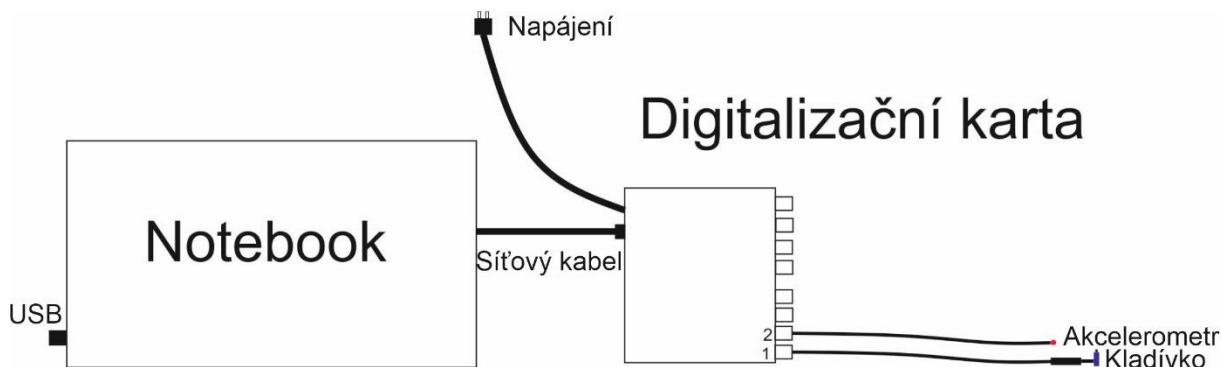 Napájení
Digitalizační karta
Notebook
Síťový kabel
USB
2
Akcelerometr
1
Kladívko